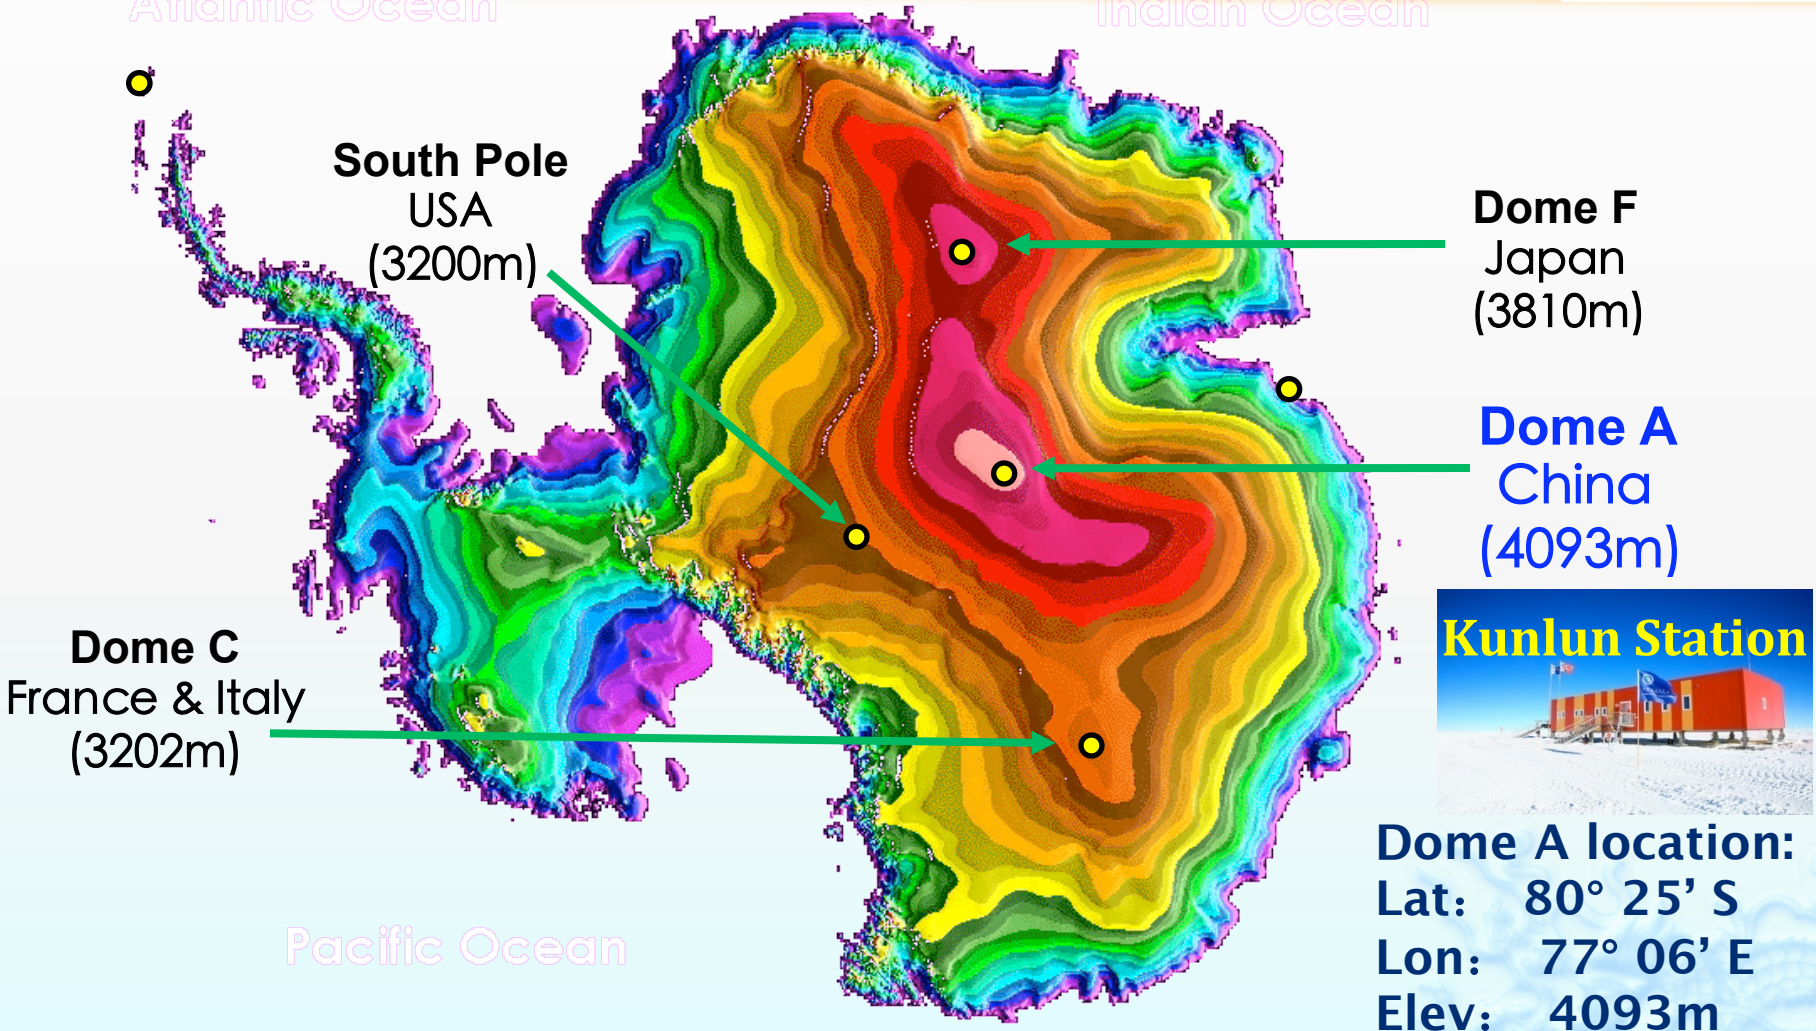 Atlantic Ocean
Indian Ocean
South Pole
USA
(3200m)
Dome F
Japan
(3810m)
Dome A
China
(4093m)
Kunlun Station
Dome C
France & Italy
(3202m)
Pacific Ocean
Dome A location:
Lat： 80° 25’ S
Lon： 77° 06’ E
Elev： 4093m